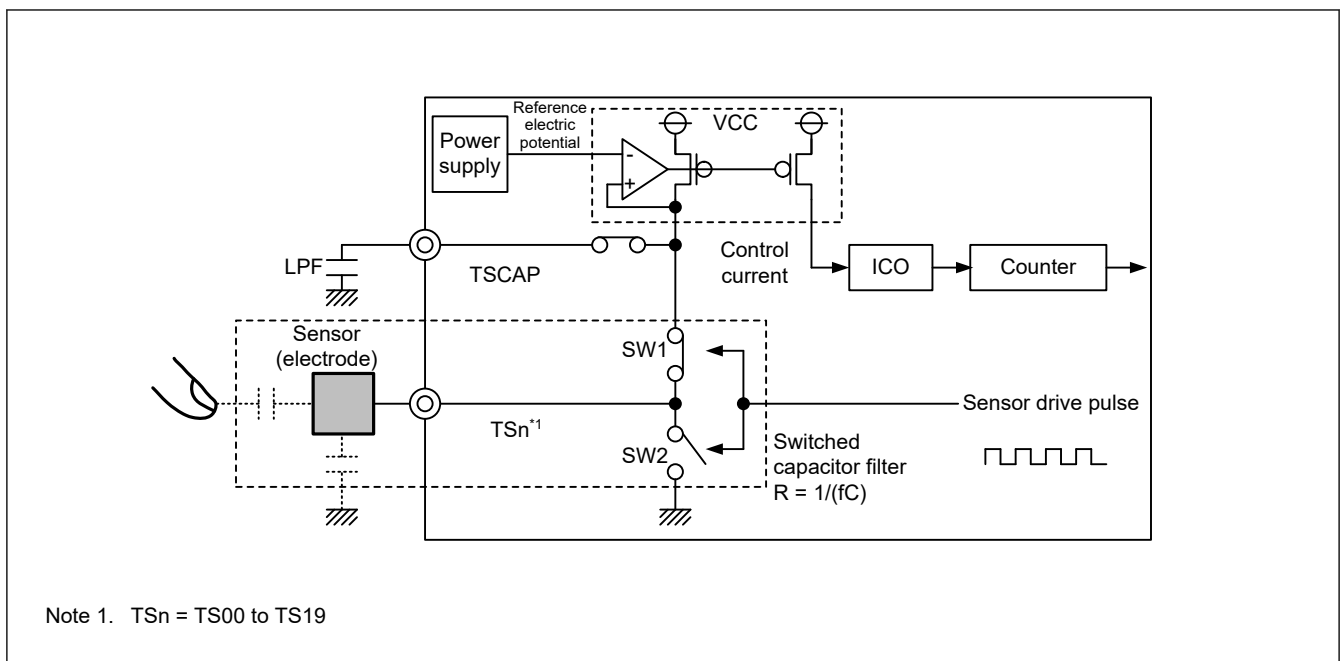 Reference
electric
potential
VCC
Power
supply
-
+
LPF
TSCAP
Control
current
ICO
Counter
Sensor
(electrode)
SW1
TSn*1
SW2
Sensor drive pulse
Switched
capacitor filter
R = 1/(fC)
Note 1. TSn = TS00 to TS19